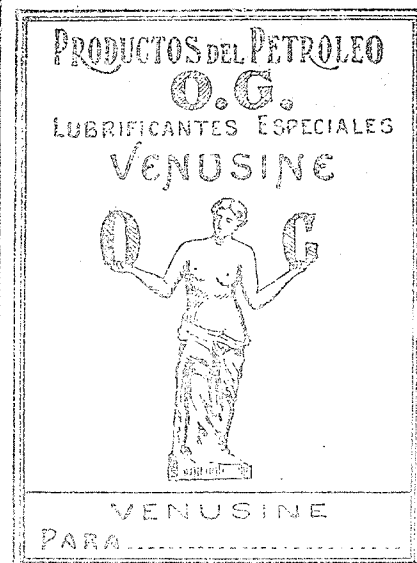 PRODUCTOS DEL PETROLEO
O.G.
LUBRIFICANTES ESPECIALES
VENUSINE
O G
VENUSINE
PARA